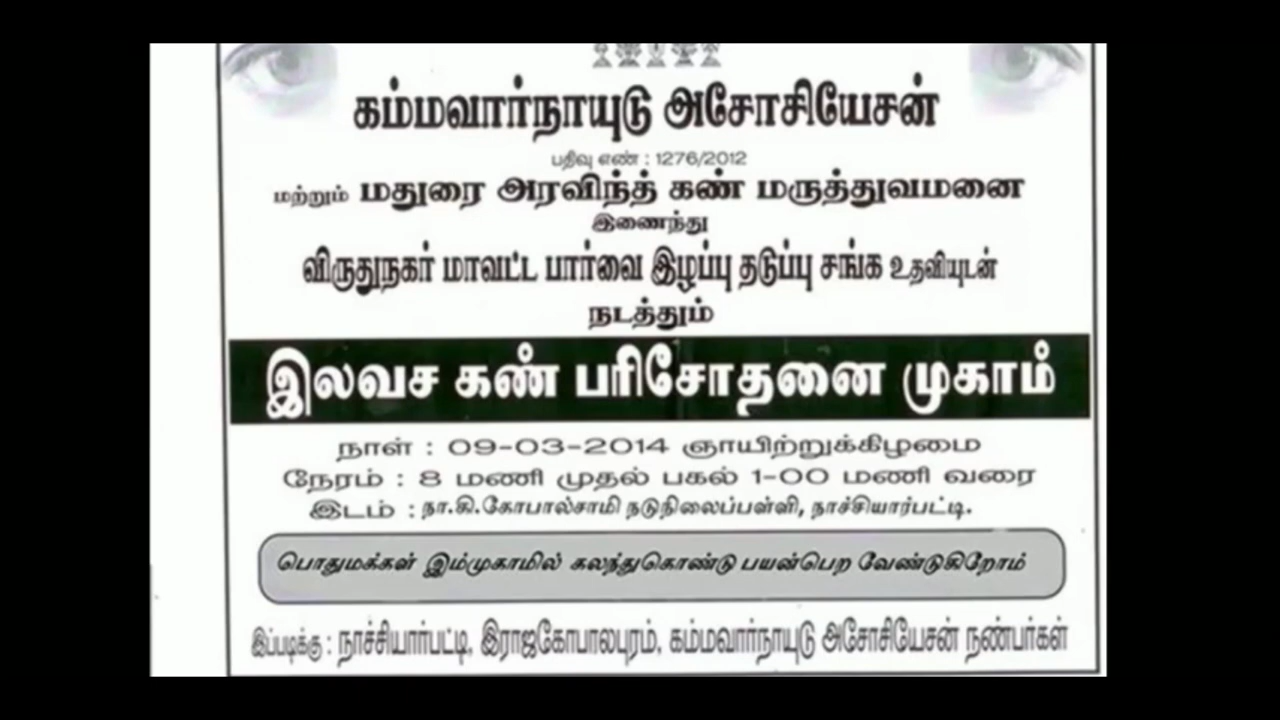 கம்மவார்நாயுடு அசோசியேசன்
பதிவு எண் : 1276/2012
மற்றும் மதுரை அரவிந்த் கண் மருத்துவமனை
இணைந்து
விருதுநகர் மாவட்ட பார்வை இழப்பு தடுப்பு சங்க உதவியுடன்
நடத்தும்
இலவச கண் பரிசோதனை முகாம்
நாள் : 09-03-2014 ஞாயிற்றுக்கிழமை
நேரம் : 8 மணி முதல் பகல் 1-00 மணி வரை
இடம் : நா.கி.கோபால்சாமி நடுநிலைப்பள்ளி, நாச்சியார்பட்டி.
பொதுமக்கள் இம்முகாமில் கலந்துகொண்டு பயன்பெற வேண்டுகிறோம்
இப்படிக்கு : நாச்சியார்பட்டி, இராஜகோபாலபுரம், கம்மவார்நாயுடு அசோசியேசன் நண்பர்கள்